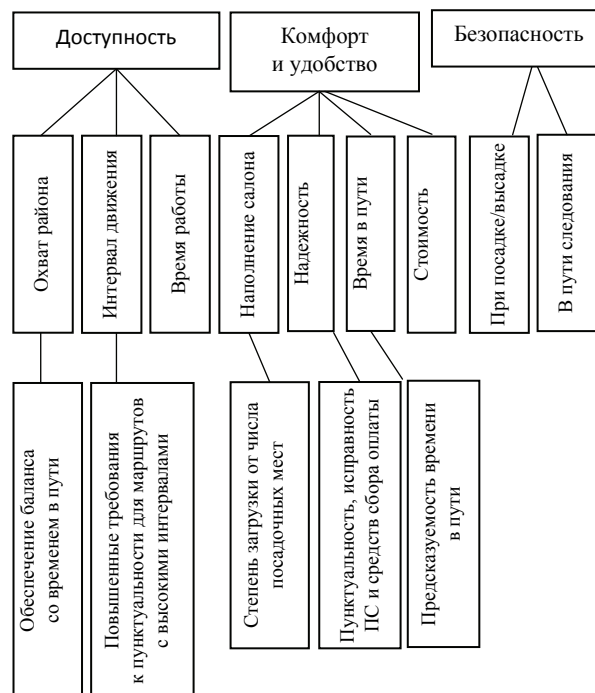 Доступность
Комфорт
и удобство
Безопасность
Охват района
Интервал движения
Время работы
Наполнение салона
Надежность
Время в пути
Стоимость
При посадке/высадке
В пути следования
Обеспечение баланса
со временем в пути
Повышенные требования
к пунктуальности для маршрутов
с высокими интервалами
Степень загрузки от числа
посадочных мест
Пунктуальность, исправность
ПС и средств сбора оплаты
Предсказуемость времени
в пути